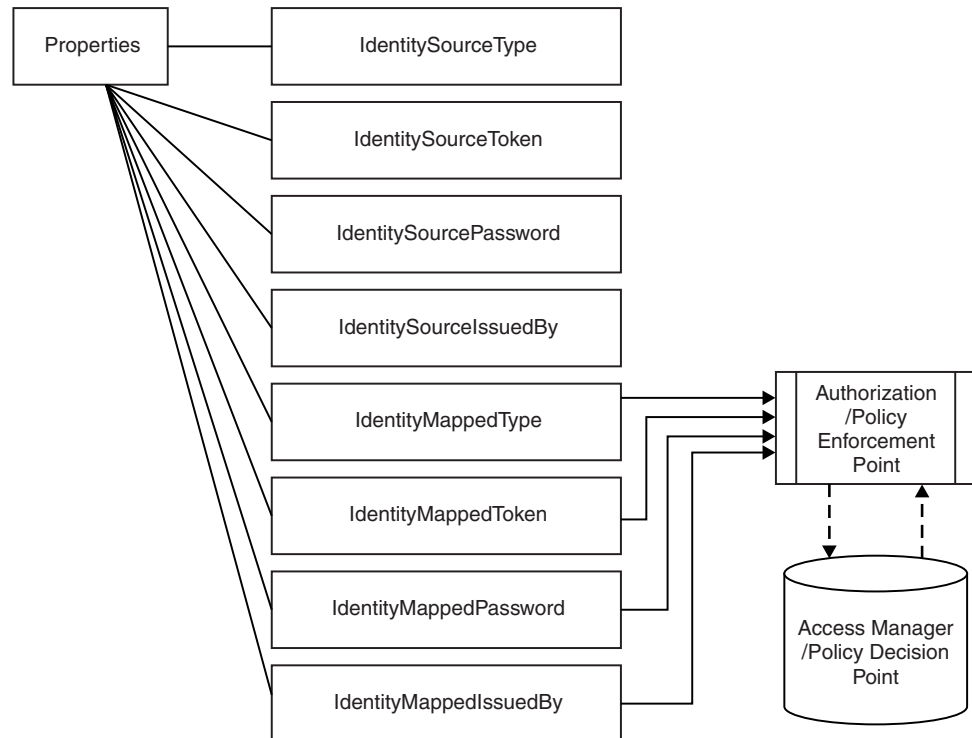 Properties
IdentitySourceType
IdentitySourceToken
IdentitySourcePassword
IdentitySourceIssuedBy
IdentityMappedType
IdentityMappedToken
IdentityMappedPassword
IdentityMappedIssuedBy
Authorization
/Policy
Enforcement
Point
Access Manager
/Policy Decision
Point